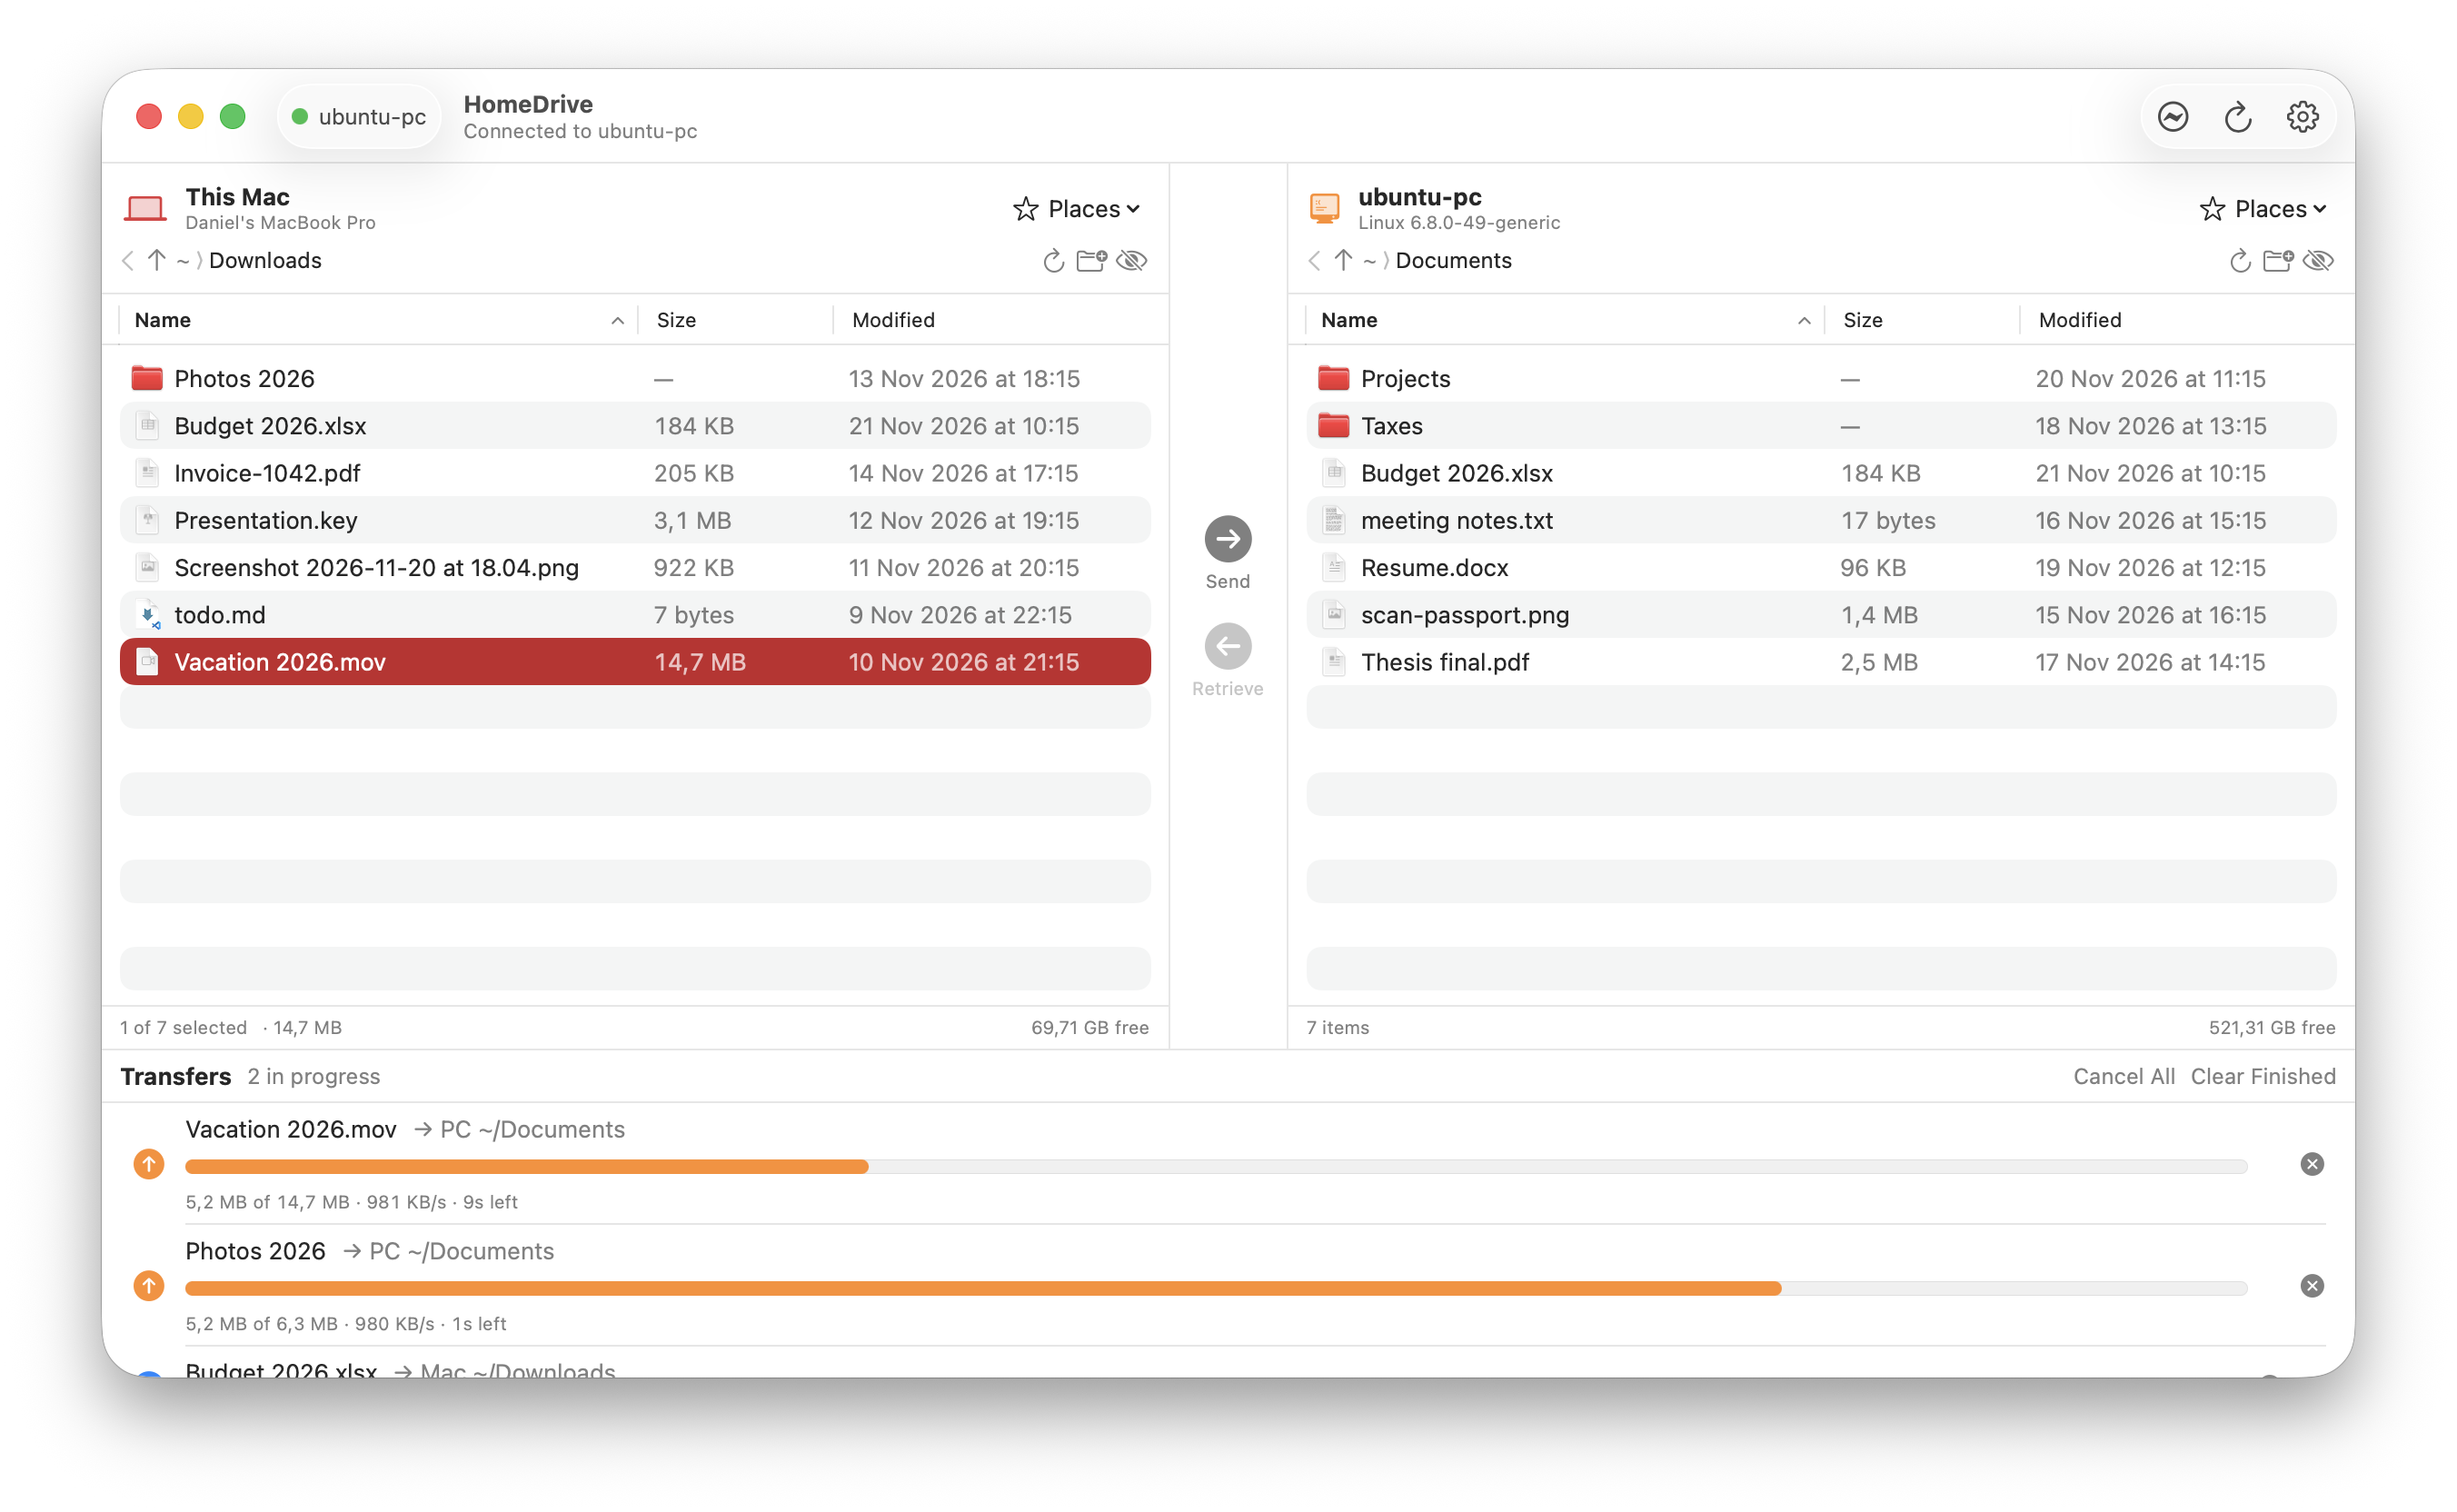 ubuntu-pc
HomeDrive
Connected to ubuntu-pc
This Mac
Daniel's MacBook Pro
Places
~ Downloads
Name Size Modified
Photos 2026 — 13 Nov 2026 at 18:15
Budget 2026.xlsx 184 KB 21 Nov 2026 at 10:15
Invoice-1042.pdf 205 KB 14 Nov 2026 at 17:15
Presentation.key 3,1 MB 12 Nov 2026 at 19:15
Screenshot 2026-11-20 at 18.04.png 922 KB 11 Nov 2026 at 20:15
todo.md 7 bytes 9 Nov 2026 at 22:15
Vacation 2026.mov 14,7 MB 10 Nov 2026 at 21:15
1 of 7 selected · 14,7 MB 69,71 GB free
Send
Retrieve
ubuntu-pc
Linux 6.8.0-49-generic
Places
~ Documents
Name Size Modified
Projects — 20 Nov 2026 at 11:15
Taxes — 18 Nov 2026 at 13:15
Budget 2026.xlsx 184 KB 21 Nov 2026 at 10:15
meeting notes.txt 17 bytes 16 Nov 2026 at 15:15
Resume.docx 96 KB 19 Nov 2026 at 12:15
scan-passport.png 1,4 MB 15 Nov 2026 at 16:15
Thesis final.pdf 2,5 MB 17 Nov 2026 at 14:15
7 items 521,31 GB free
Transfers 2 in progress Cancel All Clear Finished
Vacation 2026.mov → PC ~/Documents
5,2 MB of 14,7 MB · 981 KB/s · 9s left
Photos 2026 → PC ~/Documents
5,2 MB of 6,3 MB · 980 KB/s · 1s left
Budget 2026.xlsx → Mac ~/Downloads